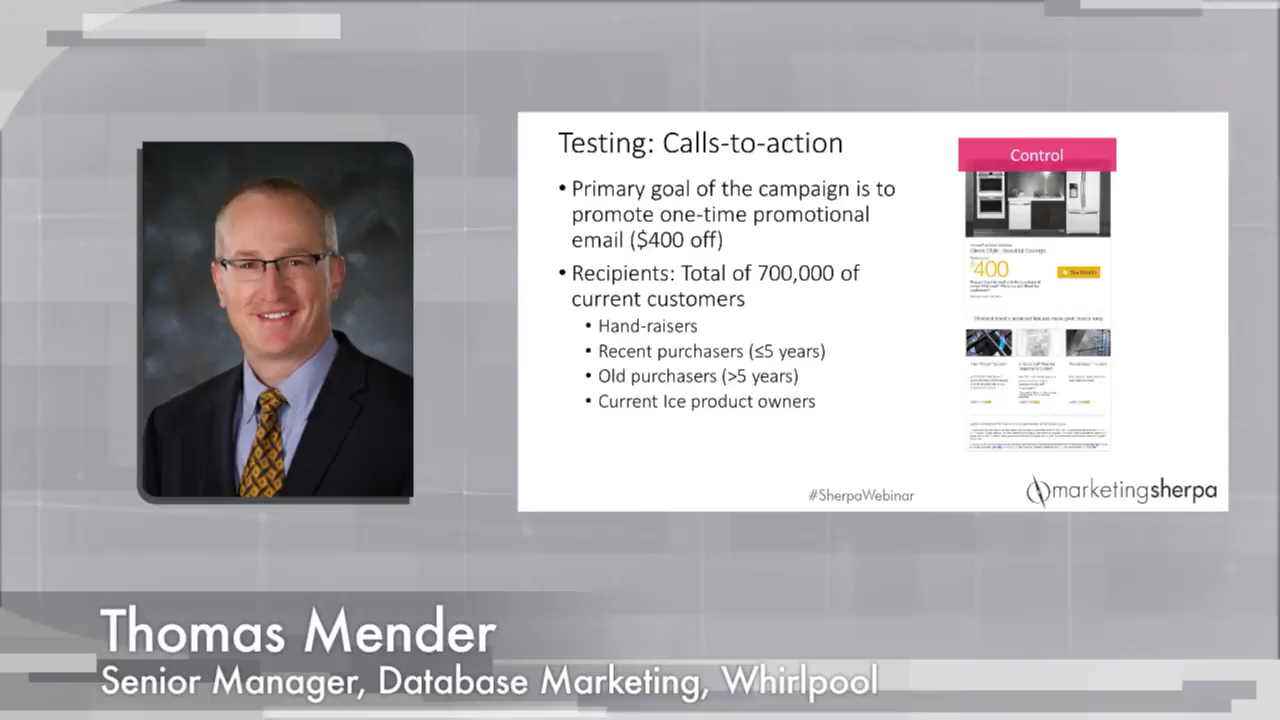 Testing: Calls-to-action
• Primary goal of the campaign is to
promote one-time promotional
email ($400 off)
• Recipients: Total of 700,000 of
current customers
• Hand-raisers
• Recent purchasers (≤5 years)
• Old purchasers (>5 years)
• Current Ice product owners
Control
$400
#SherpaWebinar
marketingsherpa
Thomas Mender
Senior Manager, Database Marketing, Whirlpool